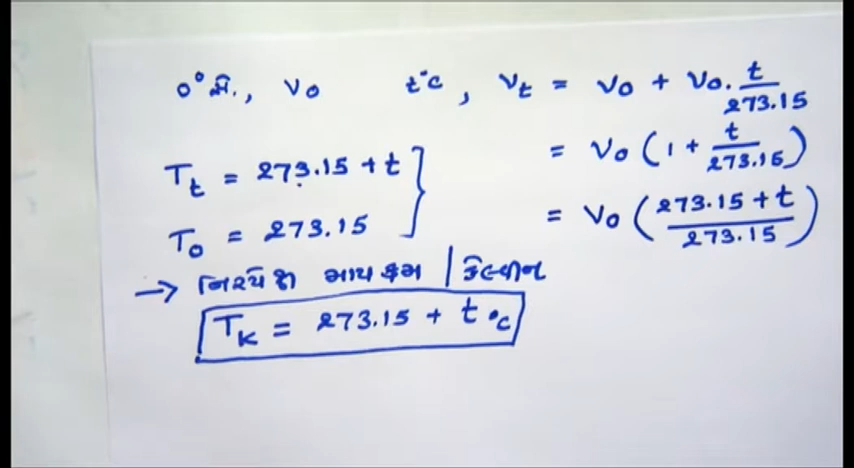 0° સે., V₀ t°C, Vₜ = V₀ + V₀. t/273.15
= V₀ (1 + t/273.15)
= V₀ (273.15 + t/273.15)
Tₜ = 273.15 + t
T₀ = 273.15
→ નિરપેક્ષ માપક્રમ | કેલ્વીન
T_K = 273.15 + t °C